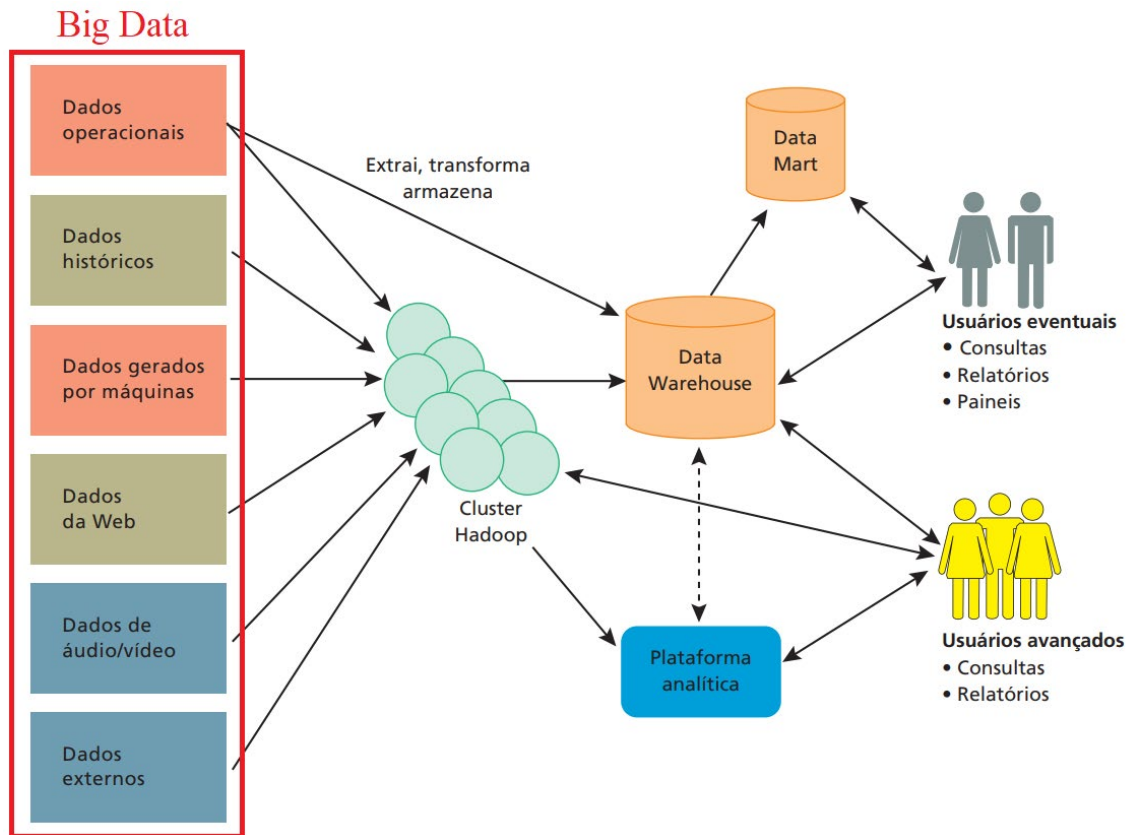 Big Data
Dados
operacionais
Dados
históricos
Dados gerados
por máquinas
Dados
da Web
Dados de
áudio/vídeo
Dados
externos
Extrai, transforma
armazena
Cluster
Hadoop
Data
Mart
Data
Warehouse
Plataforma
analítica
Usuários eventuais
• Consultas
• Relatórios
• Paineis
Usuários avançados
• Consultas
• Relatórios